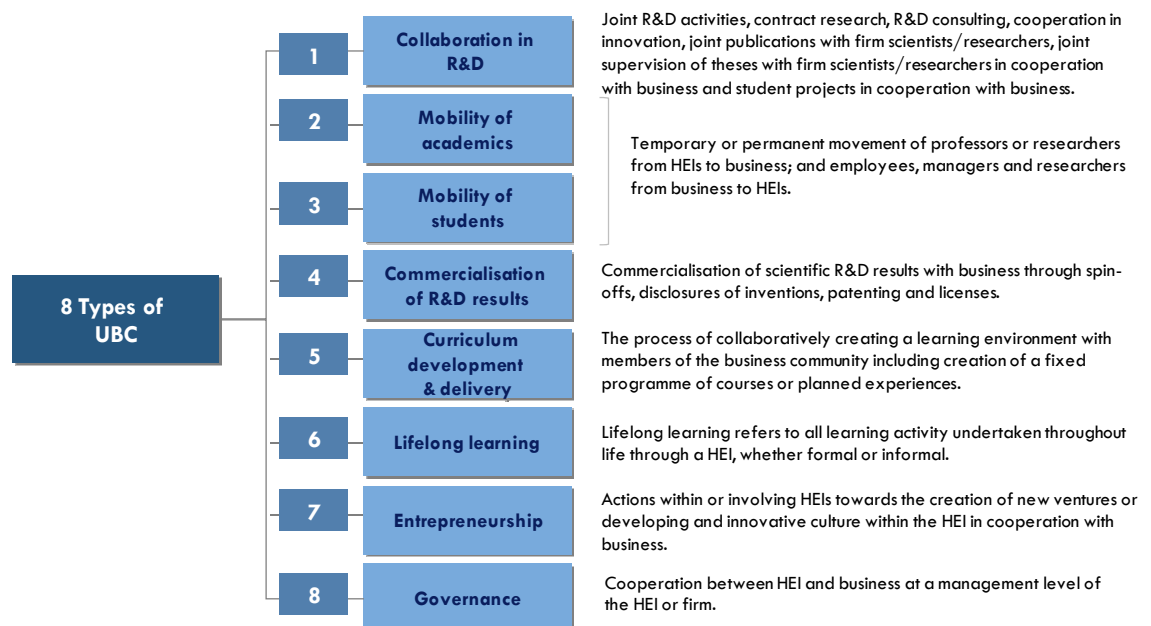 8 Types of
UBC
1
Collaboration in
R&D
Joint R&D activities, contract research, R&D consulting, cooperation in
innovation, joint publications with firm scientists/researchers, joint
supervision of theses with firm scientists/researchers in cooperation
with business and student projects in cooperation with business.
2
Mobility of
academics
3
Mobility of
students
Temporary or permanent movement of professors or researchers
from HEIs to business; and employees, managers and researchers
from business to HEIs.
4
Commercialisation
of R&D results
Commercialisation of scientific R&D results with business through spin-
offs, disclosures of inventions, patenting and licenses.
5
Curriculum
development
& delivery
The process of collaboratively creating a learning environment with
members of the business community including creation of a fixed
programme of courses or planned experiences.
6
Lifelong learning
Lifelong learning refers to all learning activity undertaken throughout
life through a HEI, whether formal or informal.
7
Entrepreneurship
Actions within or involving HEIs towards the creation of new ventures or
developing and innovative culture within the HEI in cooperation with
business.
8
Governance
Cooperation between HEI and business at a management level of
the HEI or firm.